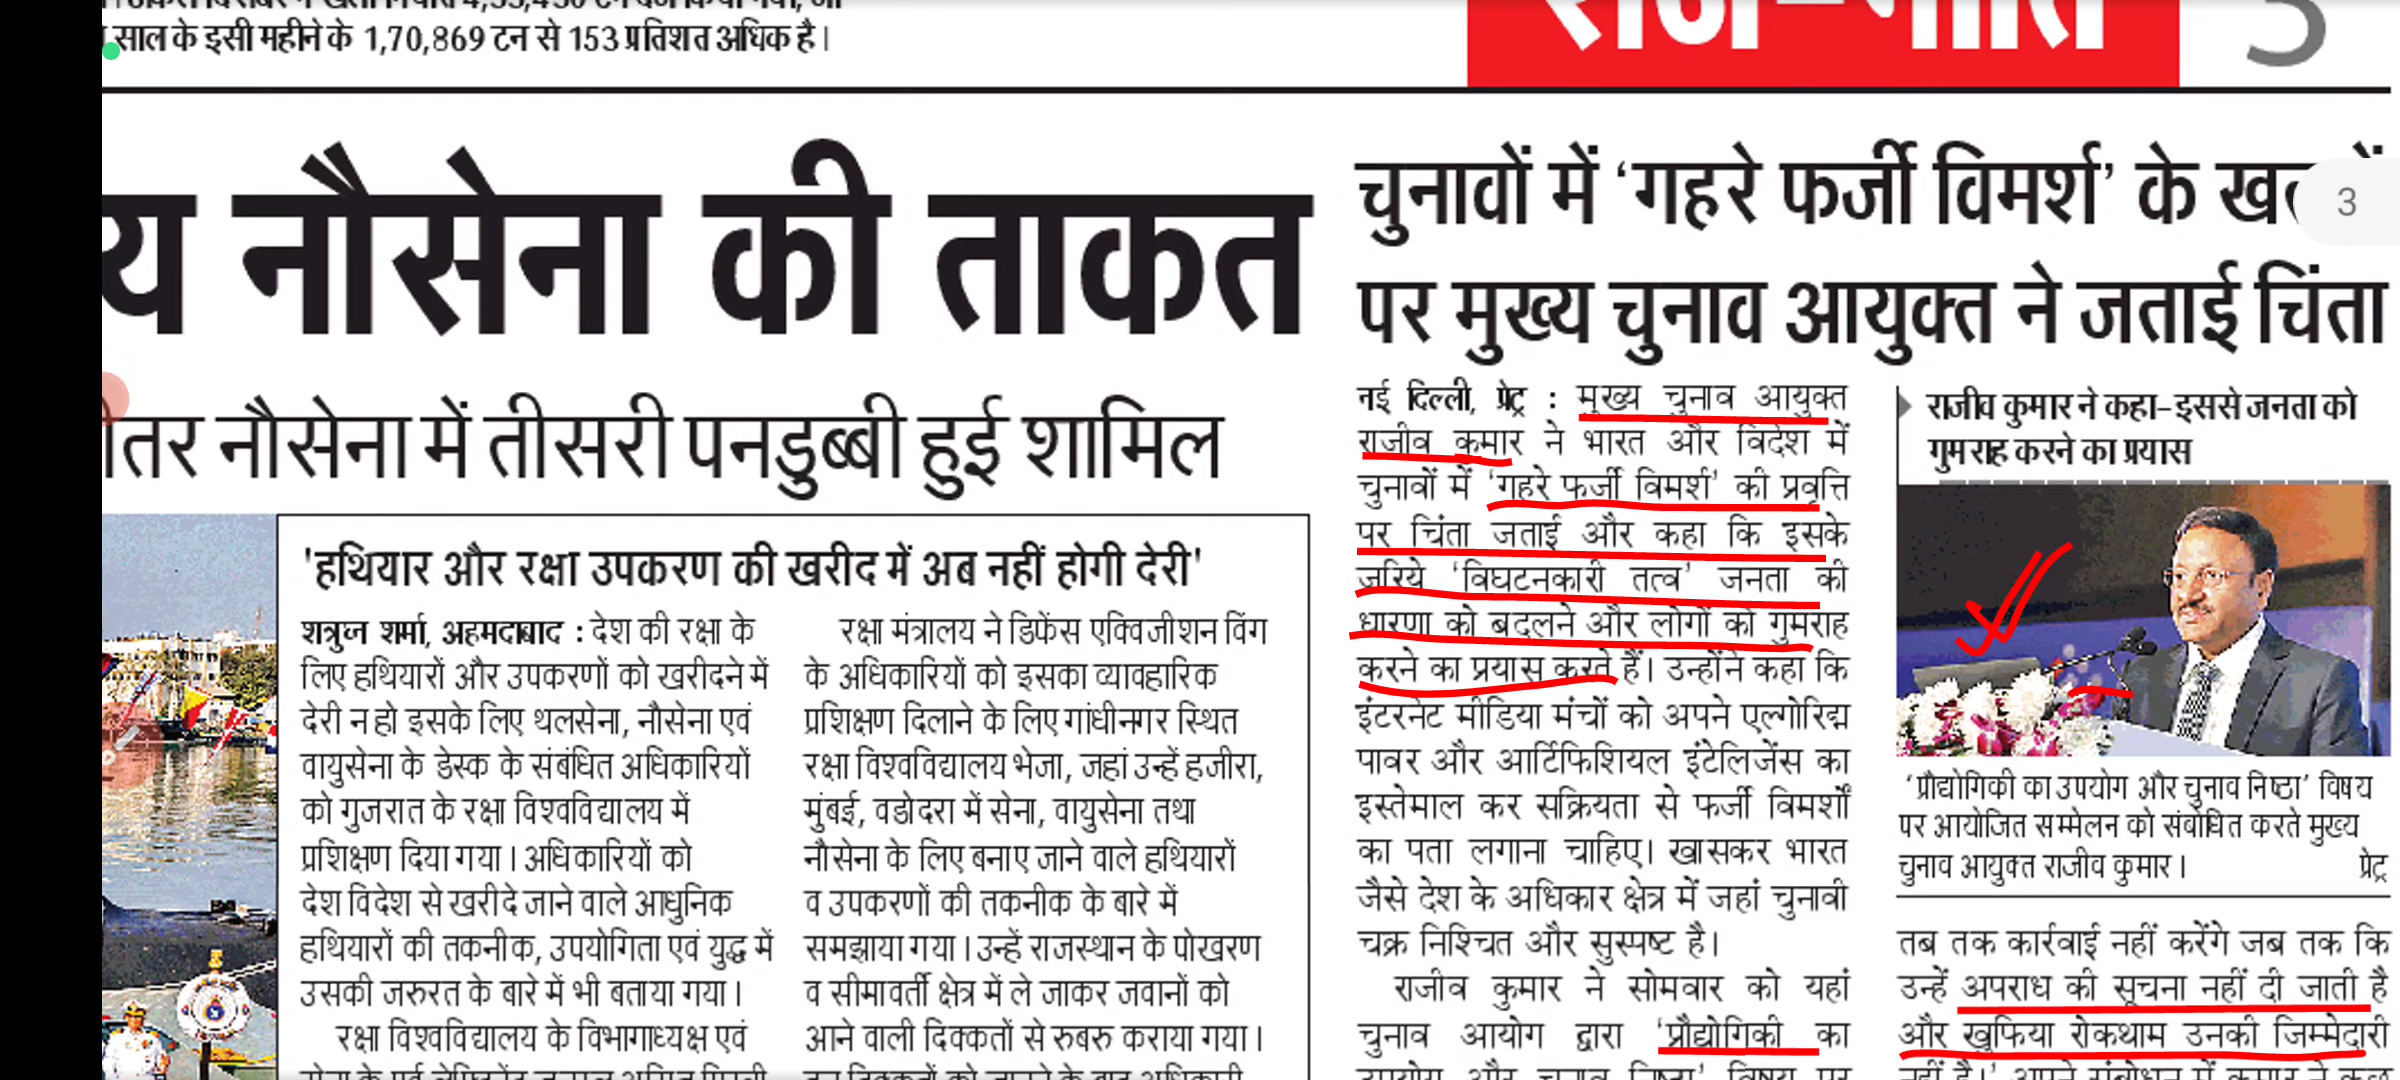 साल के इसी महीने के 1,70,869 टन से 153 प्रतिशत अधिक है।
3
नौसेना की ताकत
नौसेना में तीसरी पनडुब्बी हुई शामिल
'हथियार और रक्षा उपकरण की खरीद में अब नहीं होगी देरी'
शत्रुघ्न शर्मा, अहमदाबाद : देश की रक्षा के
लिए हथियारों और उपकरणों को खरीदने में
देरी न हो इसके लिए थलसेना, नौसेना एवं
वायुसेना के डेस्क के संबंधित अधिकारियों
को गुजरात के रक्षा विश्वविद्यालय में
प्रशिक्षण दिया गया। अधिकारियों को
देश विदेश से खरीदे जाने वाले आधुनिक
हथियारों की तकनीक, उपयोगिता एवं युद्ध में
उसकी जरुरत के बारे में भी बताया गया।
रक्षा विश्वविद्यालय के विभागाध्यक्ष एवं
रक्षा मंत्रालय ने डिफेंस एक्विजीशन विंग
के अधिकारियों को इसका व्यावहारिक
प्रशिक्षण दिलाने के लिए गांधीनगर स्थित
रक्षा विश्वविद्यालय भेजा, जहां उन्हें हजीरा,
मुंबई, वडोदरा में सेना, वायुसेना तथा
नौसेना के लिए बनाए जाने वाले हथियारों
व उपकरणों की तकनीक के बारे में
समझाया गया। उन्हें राजस्थान के पोखरण
व सीमावर्ती क्षेत्र में ले जाकर जवानों को
आने वाली दिक्कतों से रुबरु कराया गया।
चुनावों में ‘गहरे फर्जी विमर्श’ के
3
पर मुख्य चुनाव आयुक्त ने जताई चिंता
नई दिल्ली, प्रेट्र : मुख्य चुनाव आयुक्त
राजीव कुमार ने भारत और विदेश में
चुनावों में ‘गहरे फर्जी विमर्श’ की प्रवृत्ति
पर चिंता जताई और कहा कि इसके
जरिये ‘विघटनकारी तत्व’ जनता की
धारणा को बदलने और लोगों को गुमराह
करने का प्रयास करते हैं। उन्होंने कहा कि
इंटरनेट मीडिया मंचों को अपने एल्गोरिद्म
पावर और आर्टिफिशियल इंटेलिजेंस का
इस्तेमाल कर सक्रियता से फर्जी विमर्शों
का पता लगाना चाहिए। खासकर भारत
जैसे देश के अधिकार क्षेत्र में जहां चुनावी
चक्र निश्चित और सुस्पष्ट है।
राजीव कुमार ने सोमवार को यहां
चुनाव आयोग द्वारा ‘प्रौद्योगिकी का
उपयोग और चुनाव निष्ठा’ विषय पर
राजीव कुमार ने कहा-इससे जनता को
गुमराह करने का प्रयास
‘प्रौद्योगिकी का उपयोग और चुनाव निष्ठा’ विषय
पर आयोजित सम्मेलन को संबोधित करते मुख्य
चुनाव आयुक्त राजीव कुमार। प्रेट्र
तब तक कार्रवाई नहीं करेंगे जब तक कि
उन्हें अपराध की सूचना नहीं दी जाती है
और खुफिया रोकथाम उनकी जिम्मेदारी